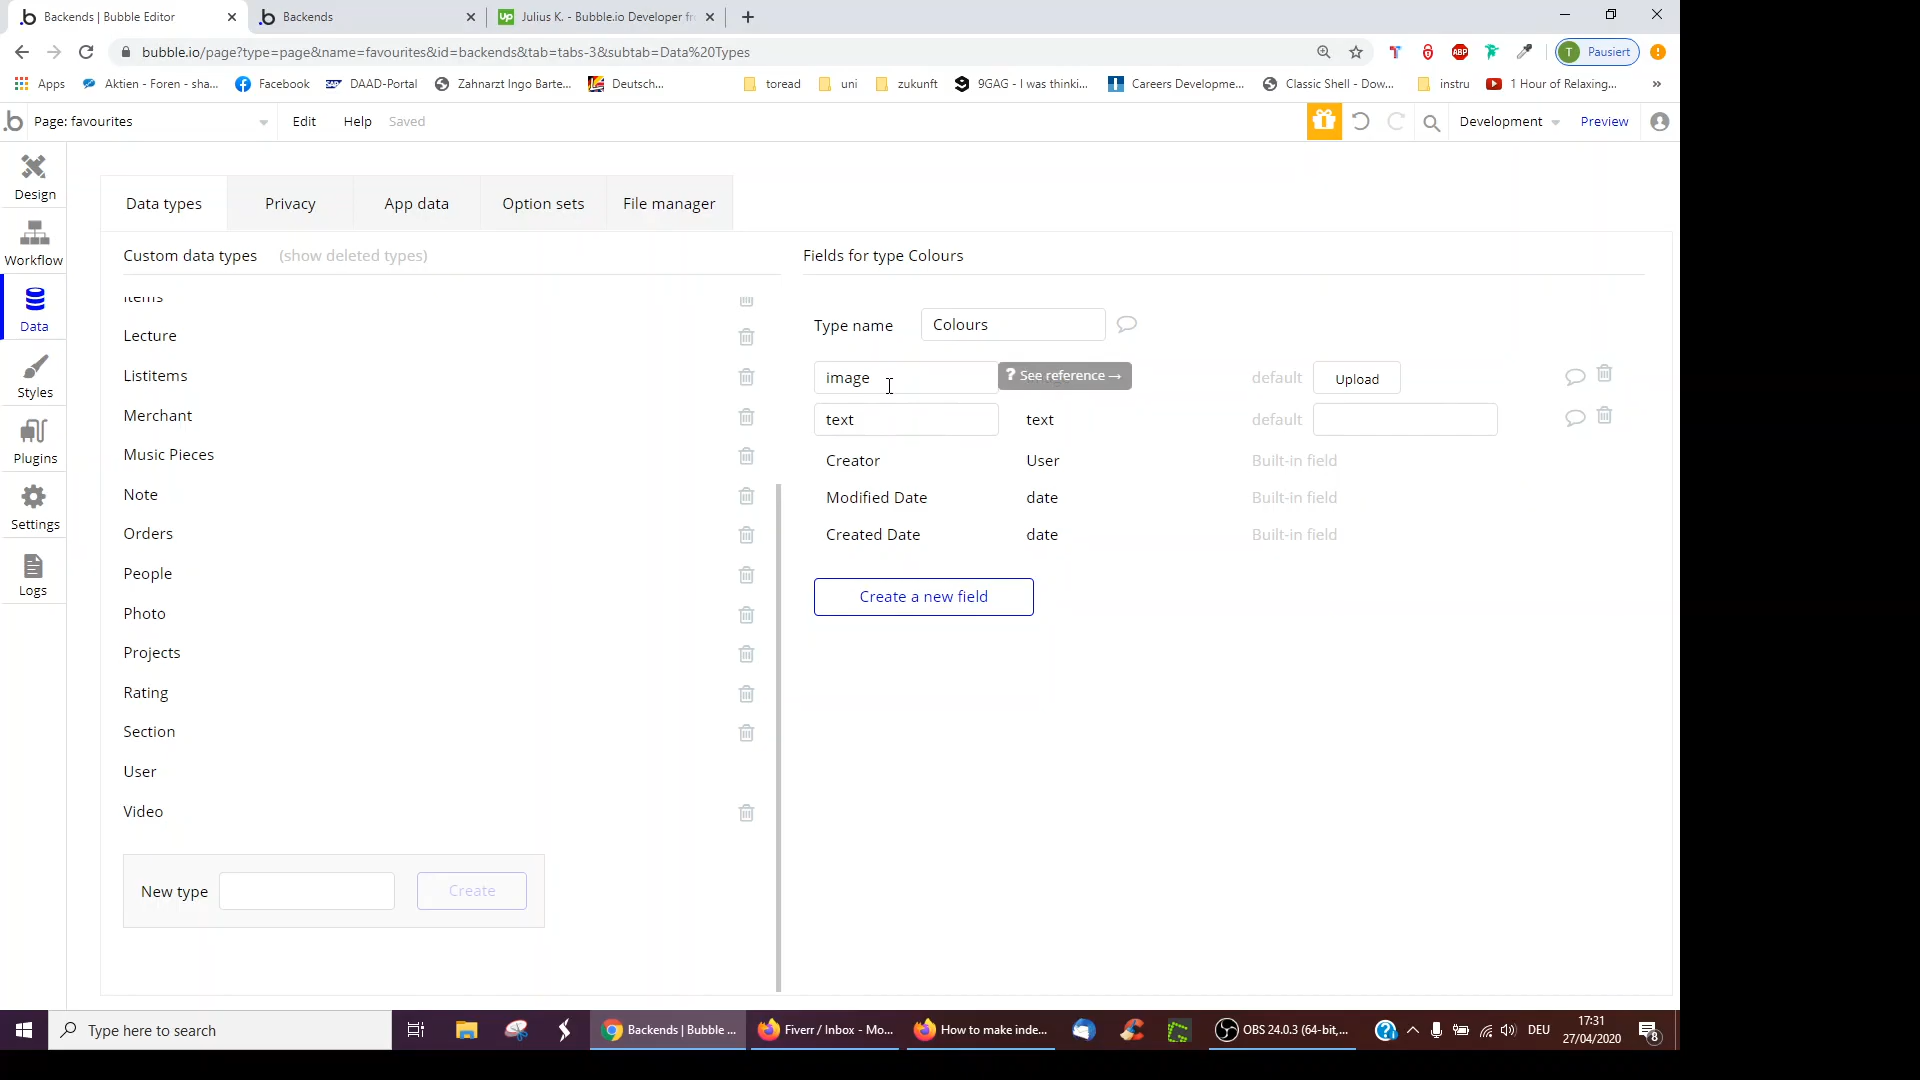 Backends | Bubble Editor
Backends
Julius K. - Bubble.io Developer fr
bubble.io/page?type=page&name=favourites&id=backends&tab=tabs-3&subtab=Data%20Types
ABP
T Pausiert
Apps
Aktien - Foren - sha...
Facebook
DAAD-Portal
Zahnarzt Ingo Barte...
Deutsch...
toread
uni
zukunft
9GAG - I was thinki...
Careers Developme...
Classic Shell - Dow...
instru
1 Hour of Relaxing...
Page: favourites
Edit
Help
Saved
Development
Preview
Design
Workflow
Data
Styles
Plugins
Settings
Logs
Data types
Privacy
App data
Option sets
File manager
Custom data types (show deleted types)
Items
Lecture
Listitems
Merchant
Music Pieces
Note
Orders
People
Photo
Projects
Rating
Section
User
Video
New type
Create
Fields for type Colours
Type name Colours
image ? See reference → default Upload
text text default
Creator User Built-in field
Modified Date date Built-in field
Created Date date Built-in field
Create a new field
Type here to search
Backends | Bubble ...
Fiverr / Inbox - Mo...
How to make inde...
OBS 24.0.3 (64-bit,...
DEU
17:31
27/04/2020
8